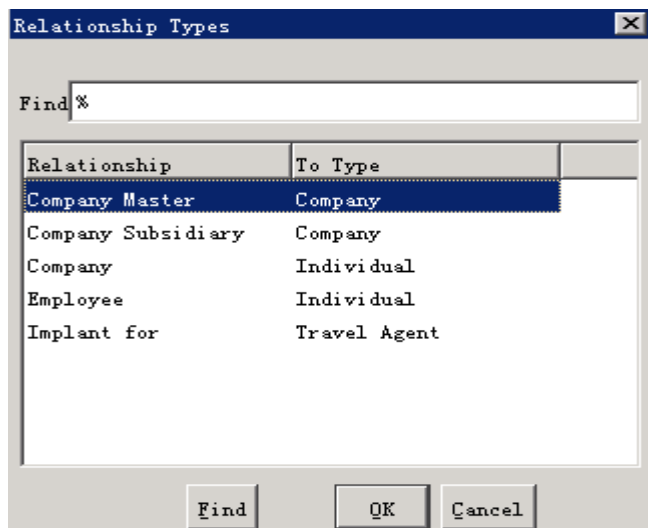 Relationship Types
Find %
Relationship To Type
Company Master Company
Company Subsidiary Company
Company Individual
Employee Individual
Implant for Travel Agent
Find OK Cancel